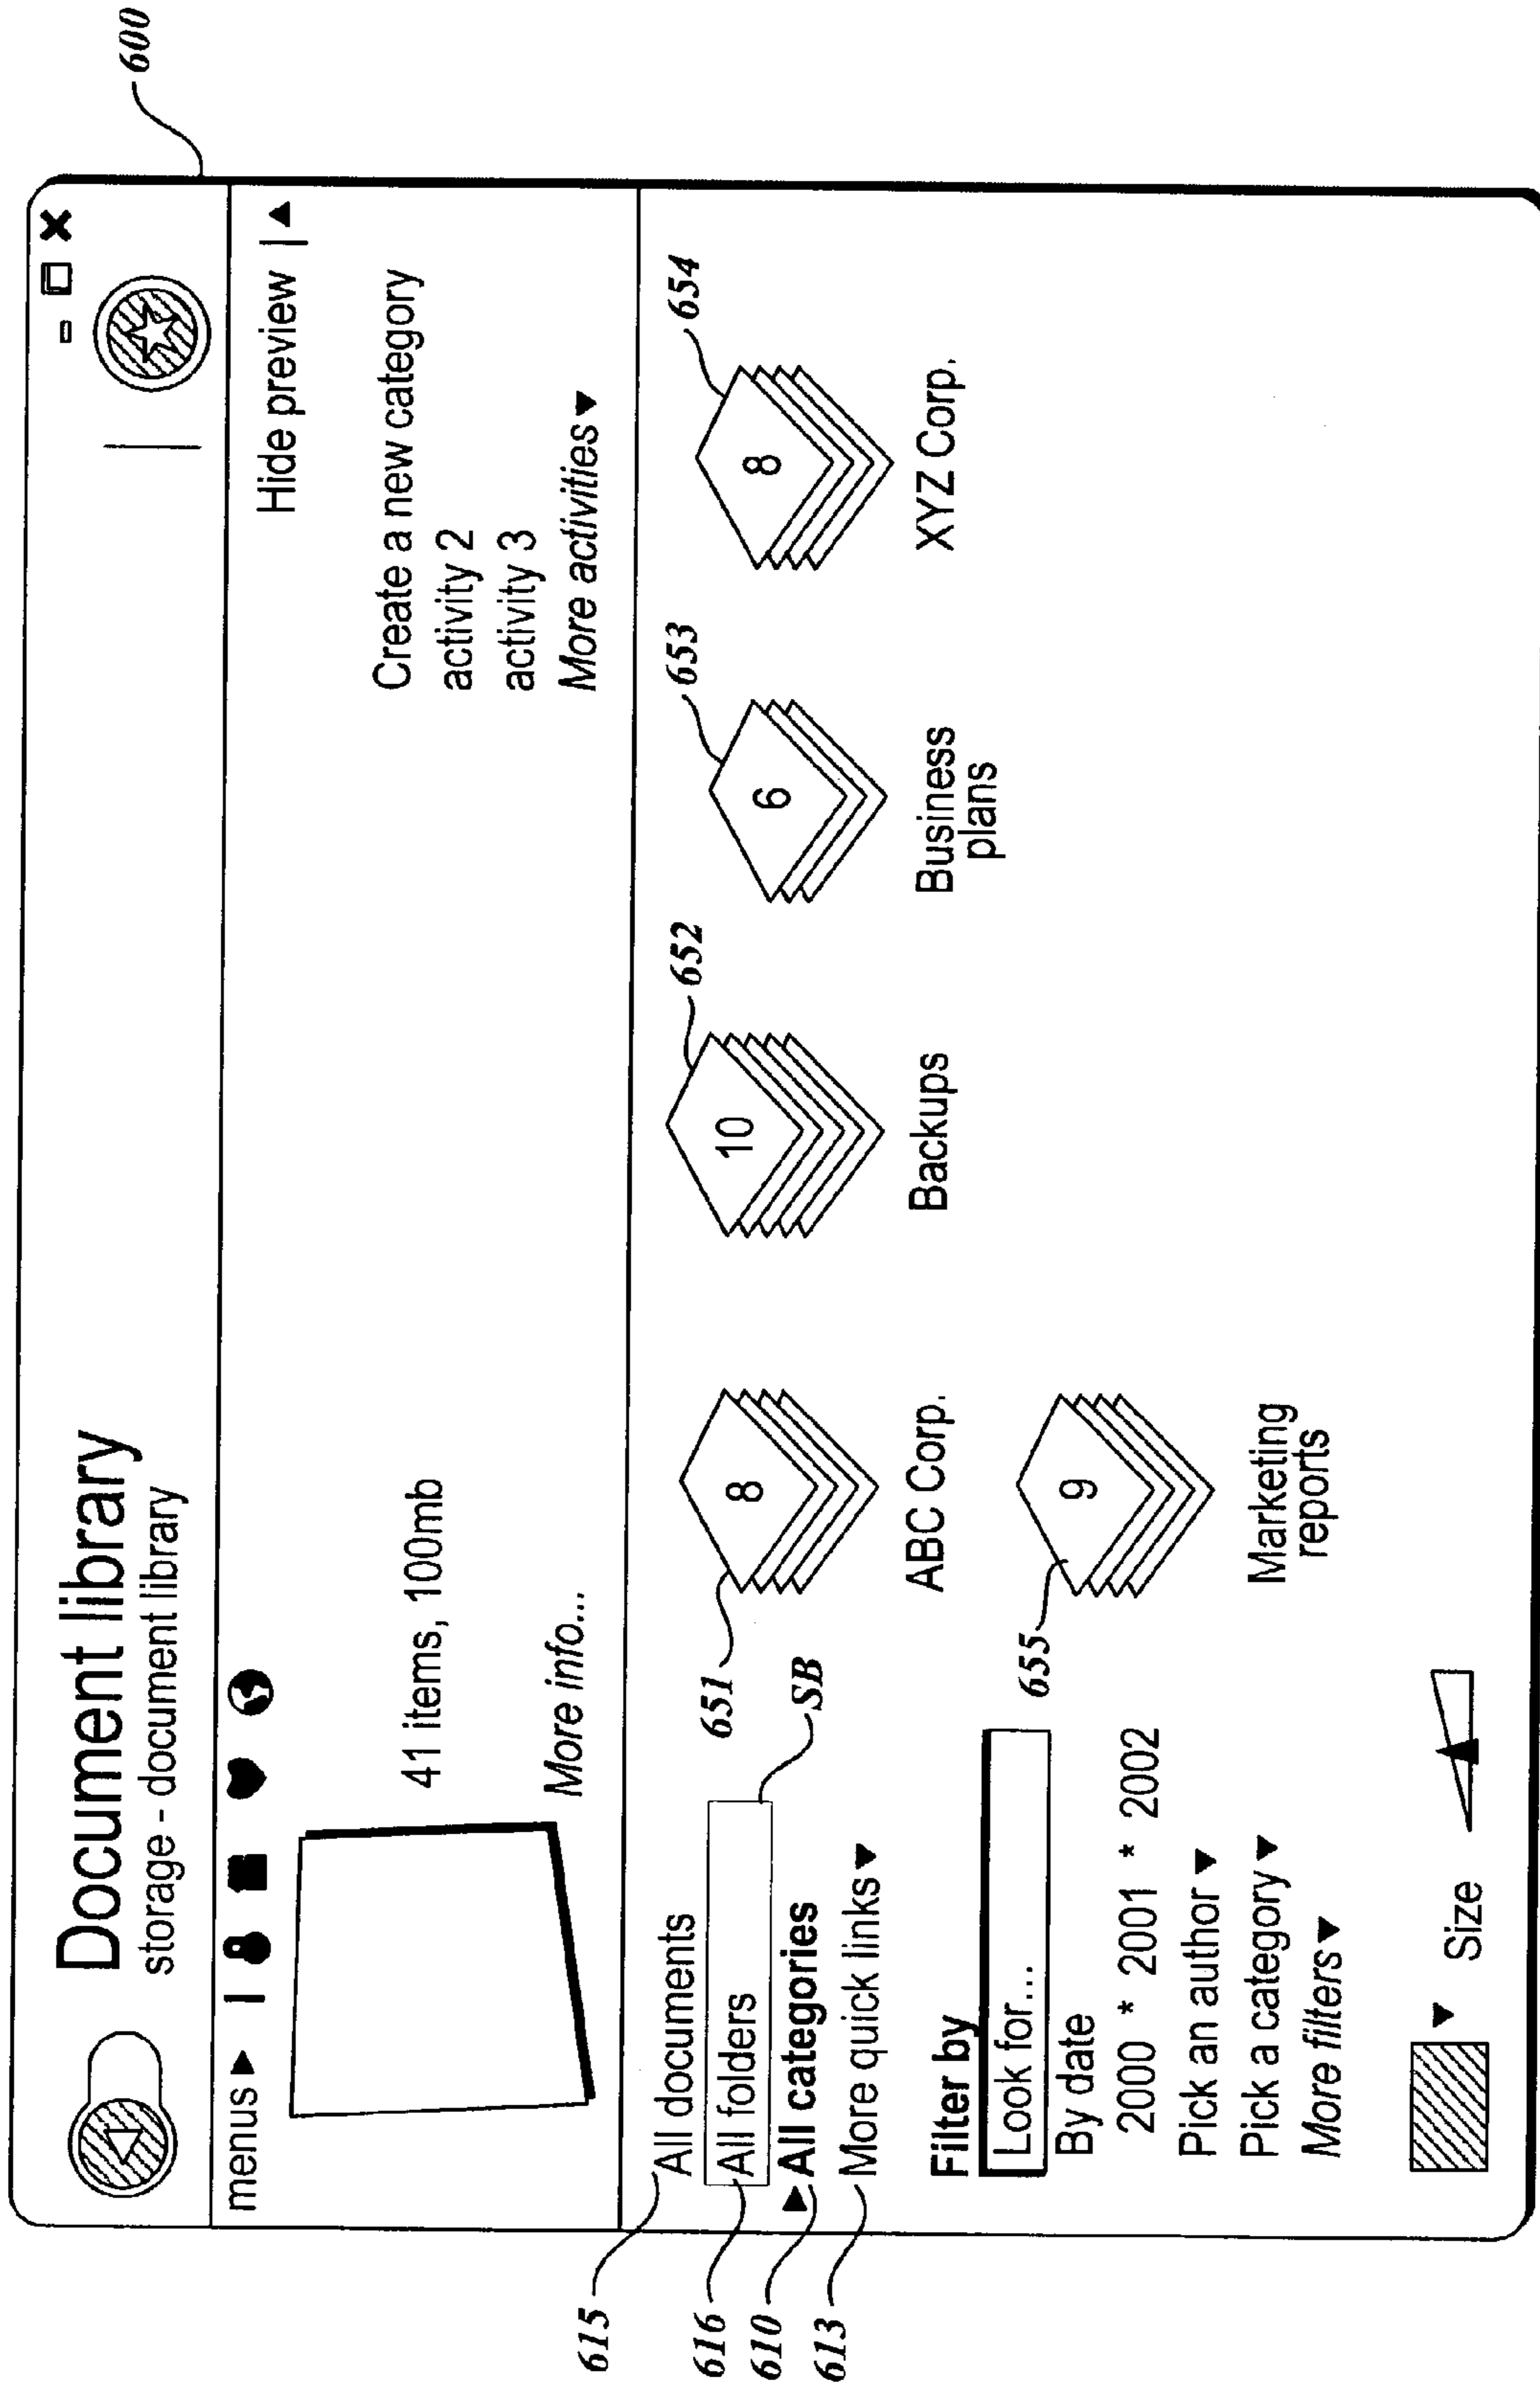 600
Document library
storage - document library
menus
Hide preview
41 items, 100mb
More info...
Create a new category
activity 2
activity 3
More activities
615
All documents
616
All folders
SB
610
All categories
613
More quick links
Filter by
Look for...
By date
2000 * 2001 * 2002
Pick an author
Pick a category
More filters
Size
651
8
ABC Corp.
652
10
Backups
653
6
Business
plans
654
8
XYZ Corp.
655
9
Marketing
reports